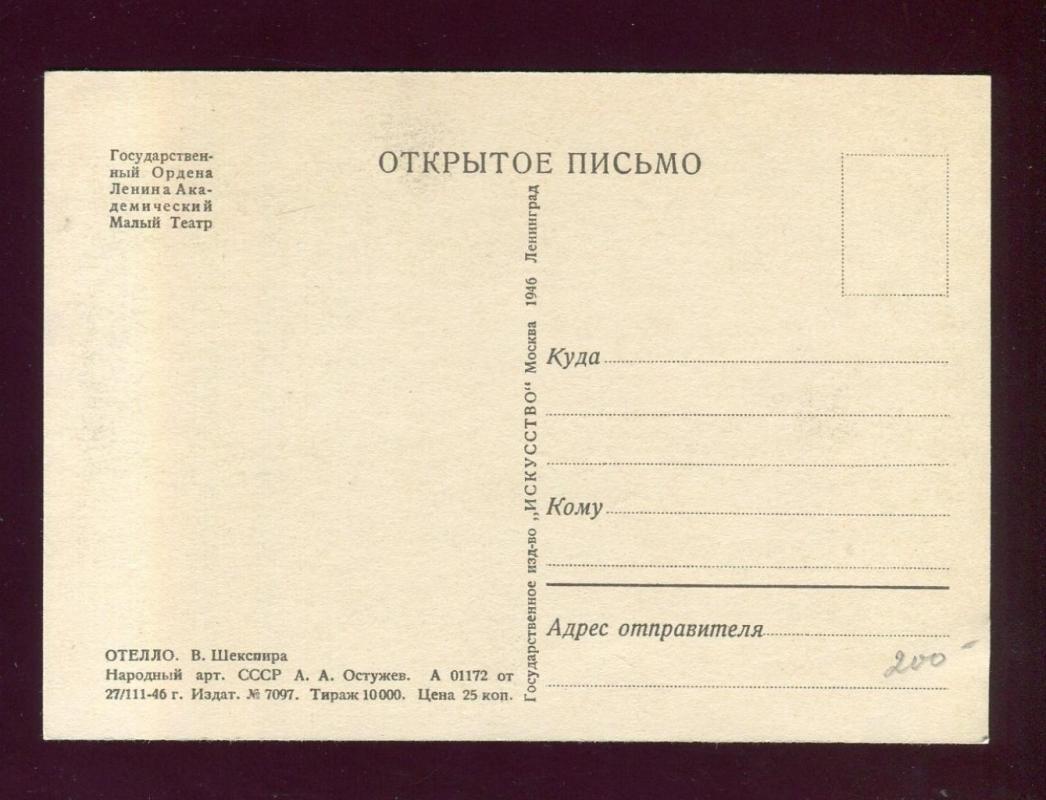 Государствен-
ный Ордена
Ленина Ака-
демический
Малый Театр
ОТКРЫТОЕ ПИСЬМО
Государственное изд-во „ИСКУССТВО“ Москва 1946 Ленинград
Куда
Кому
Адрес отправителя
200-
ОТЕЛЛО. В. Шекспира
Народный арт. СССР А. А. Остужев. А 01172 от
27/111-46 г. Издат. № 7097. Тираж 10000. Цена 25 коп.